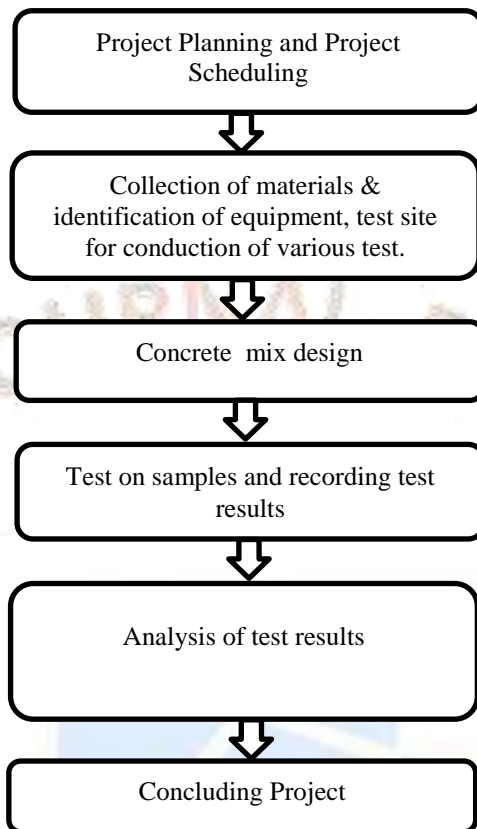 Project Planning and Project
Scheduling
Collection of materials &
identification of equipment, test site
for conduction of various test.
Concrete mix design
Test on samples and recording test
results
Analysis of test results
Concluding Project